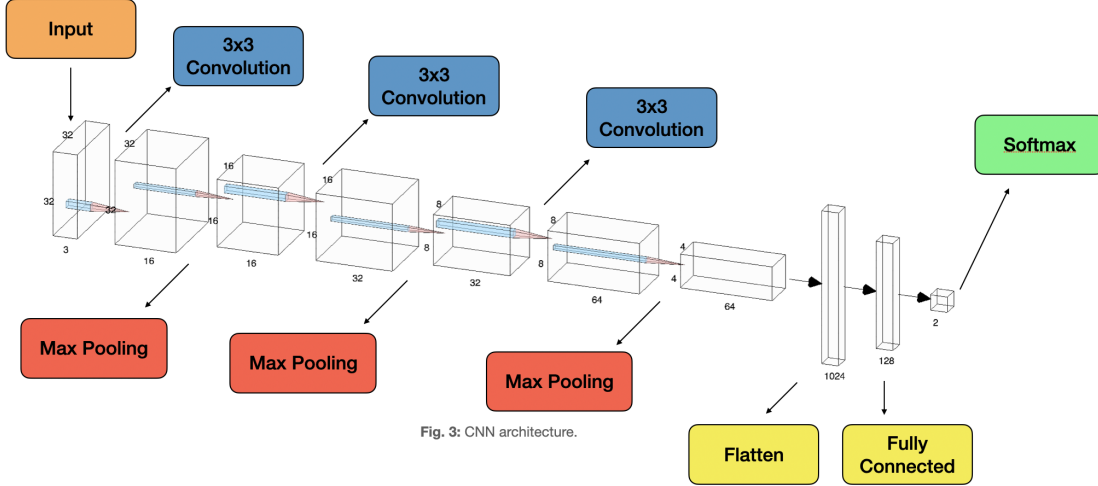 Input
3x3
Convolution
3x3
Convolution
3x3
Convolution
Softmax
32
32
3
32
32
16
16
16
16
16
16
32
8
8
32
8
8
64
4
4
64
1024
128
2
Max Pooling
Max Pooling
Max Pooling
Flatten
Fully
Connected
Fig. 3: CNN architecture.